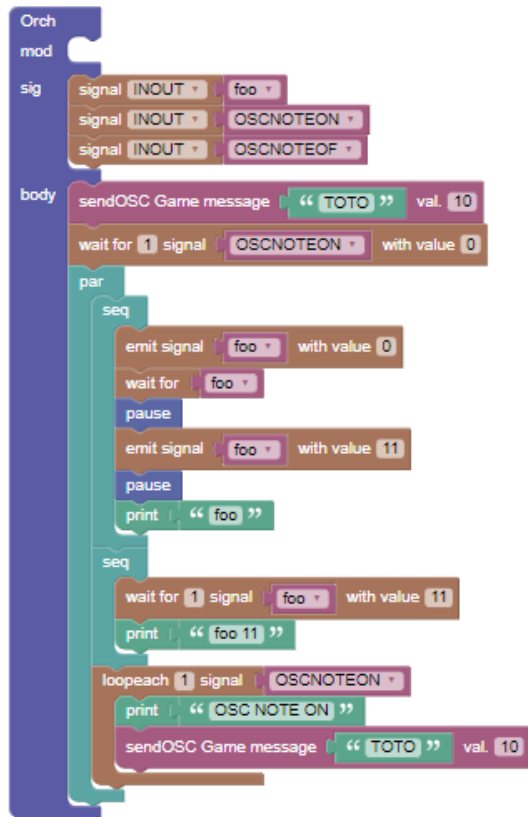 Orch
mod
sig signal INOUT foo
signal INOUT OSCNOTEON
signal INOUT OSCNOTEOF
body sendOSC Game message “ TOTO ” val. 10
wait for 1 signal OSCNOTEON with value 0
par
seq
emit signal foo with value 0
wait for foo
pause
emit signal foo with value 11
pause
print “ foo ”
seq
wait for 1 signal foo with value 11
print “ foo 11 ”
loopeach 1 signal OSCNOTEON
print “ OSC NOTE ON ”
sendOSC Game message “ TOTO ” val. 10